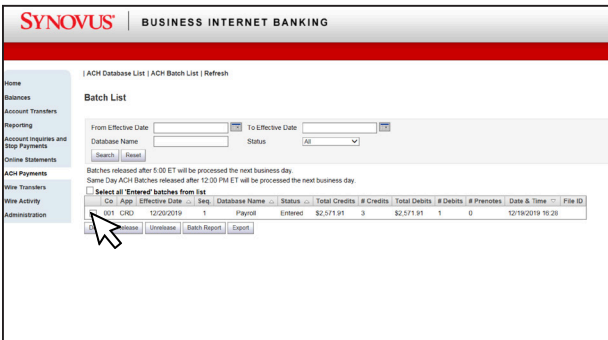 SYNOVUS® | BUSINESS INTERNET BANKING
| ACH Database List | ACH Batch List | Refresh
Home
Balances
Account Transfers
Reporting
Account Inquiries and
Stop Payments
Online Statements
ACH Payments
Wire Transfers
Wire Activity
Administration
Batch List
From Effective Date To Effective Date
Database Name Status All
Search Reset
Batches released after 5:00 ET will be processed the next business day.
Same Day ACH Batches released after 12:00 PM ET will be processed the next business day.
Select all 'Entered' batches from list
Co App Effective Date Seq. Database Name Status Total Credits # Credits Total Debits # Debits # Prenotes Date & Time File ID
001 CRD 12/20/2019 1 Payroll Entered $2,571.91 3 $2,571.91 1 0 12/19/2019 16:28
Unrelease Batch Report Export